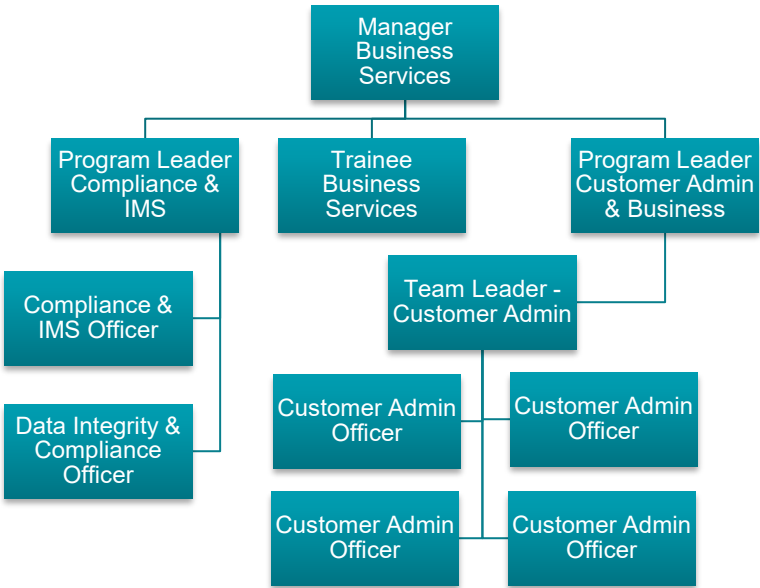 Manager
Business
Services
Program Leader
Compliance &
IMS
Trainee
Business
Services
Program Leader
Customer Admin
& Business
Team Leader -
Customer Admin
Compliance &
IMS Officer
Data Integrity &
Compliance
Officer
Customer Admin
Officer
Customer Admin
Officer
Customer Admin
Officer
Customer Admin
Officer